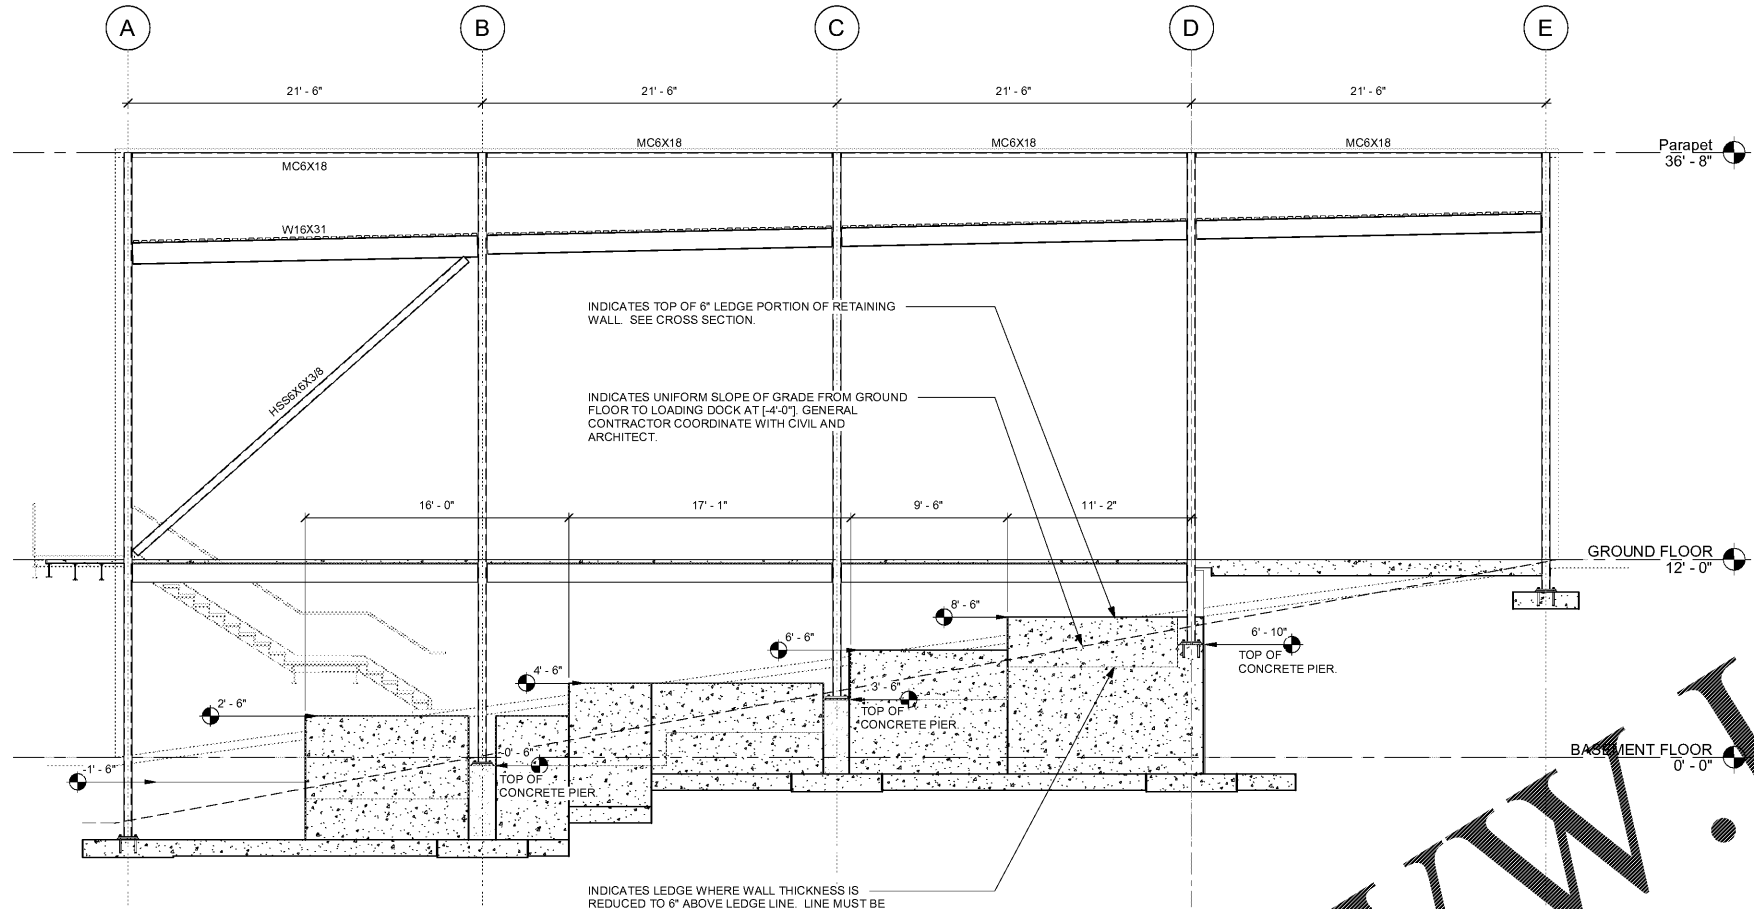 A B C D E
21' - 6" 21' - 6" 21' - 6" 21' - 6"
MC6X18 MC6X18 MC6X18
MC6X18
Parapet
36' - 8"
W16X31
INDICATES TOP OF 6" LEDGE PORTION OF RETAINING
WALL. SEE CROSS SECTION.
HSS6X6X3/8
INDICATES UNIFORM SLOPE OF GRADE FROM GROUND
FLOOR TO LOADING DOCK AT [-4'-0"]. GENERAL
CONTRACTOR COORDINATE WITH CIVIL AND
ARCHITECT.
16' - 0" 17' - 1" 9' - 6" 11' - 2"
GROUND FLOOR
12' - 0"
8' - 6"
6' - 6"
6' - 10"
TOP OF
CONCRETE PIER.
4' - 6"
3' - 6"
TOP OF
CONCRETE PIER.
2' - 6"
BASEMENT FLOOR
0' - 0"
-0' - 6"
TOP OF
CONCRETE PIER.
-1' - 6"
INDICATES LEDGE WHERE WALL THICKNESS IS
REDUCED TO 6" ABOVE LEDGE LINE. LINE MUST BE